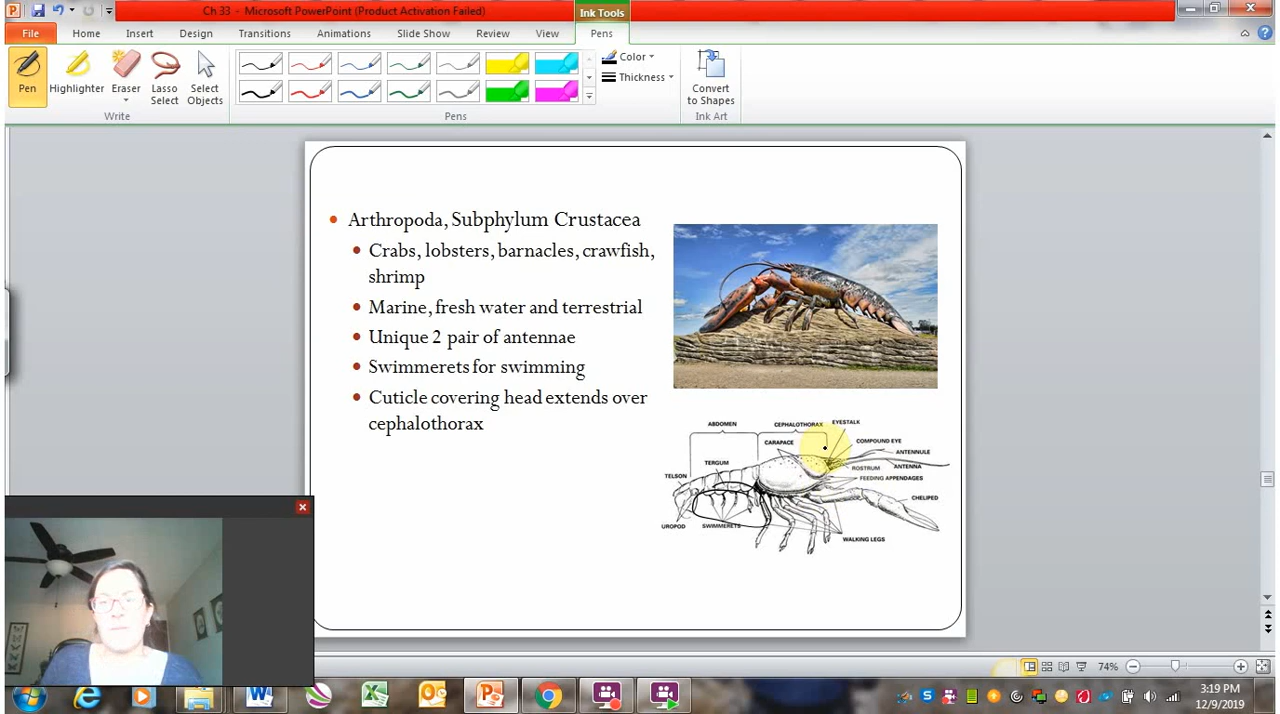 Ch 33 - Microsoft PowerPoint (Product Activation Failed)
Ink Tools
File
Home
Insert
Design
Transitions
Animations
Slide Show
Review
View
Pens
Pen
Highlighter
Eraser
Lasso
Select
Select
Objects
Color
Thickness
Convert
to Shapes
Write
Pens
Ink Art
Arthropoda, Subphylum Crustacea
Crabs, lobsters, barnacles, crawfish,
shrimp
Marine, fresh water and terrestrial
Unique 2 pair of antennae
Swimmerets for swimming
Cuticle covering head extends over
cephalothorax
ABDOMEN
CEPHALOTHORAX
EYESTALK
CARAPACE
COMPOUND EYE
ANTENNULE
TERGUM
ROSTRUM
ANTENNA
TELSON
FEEDING APPENDAGES
CHELIPED
UROPOD
SWIMMERETS
WALKING LEGS
74%
3:19 PM
12/9/2019